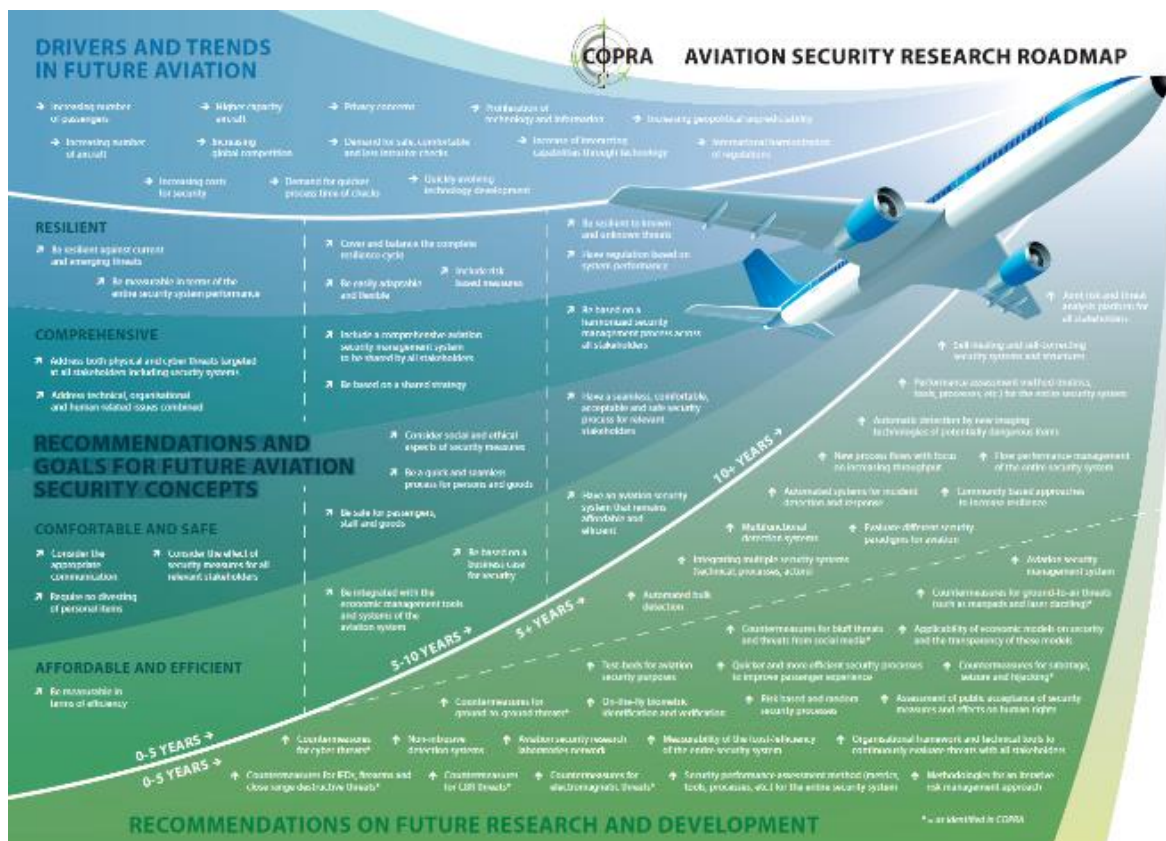 DRIVERS AND TRENDS
IN FUTURE AVIATION
COPRA
AVIATION SECURITY RESEARCH ROADMAP
→ Increasing number
of passengers
→ Higher capacity
aircraft
→ Privacy concerns
→ Proliferation of
technology and information
→ Increasing geopolitical unpredictability
→ Increasing number
of aircraft
→ Increasing
global competition
→ Demand for safe, comfortable
and less intrusive checks
→ Increase of interacting
capabilities through technology
→ International harmonization
of regulations
→ Increasing costs
for security
→ Demand for quicker
process time of checks
→ Quickly evolving
technology development
RESILIENT
Be resilient against current
and emerging threats
Be measurable in terms of the
entire security system performance
Cover and balance the complete
resilience cycle
Be easily adaptable
and flexible
Include risk
based measures
Be resilient to known
and unknown threats
Have regulation based on
system performance
COMPREHENSIVE
Address both physical and cyber threats targeted
at all stakeholders including security systems
Address technical, organisational
and human related issues combined
Include a comprehensive aviation
security management system
to be shared by all stakeholders
Be based on a shared strategy
Be based on a
harmonized security
management process across
all stakeholders
RECOMMENDATIONS AND
GOALS FOR FUTURE AVIATION
SECURITY CONCEPTS
Consider social and ethical
aspects of security measures
Be a quick and seamless
process for persons and goods
Have a seamless, comfortable,
acceptable and safe security
process for relevant
stakeholders
COMFORTABLE AND SAFE
Consider the
appropriate
communication
Consider the effect of
security measures for all
relevant stakeholders
Require no divesting
of personal items
Be safe for passengers,
staff and goods
Be based on a
business case
for security
Be integrated with the
economic management tools
and systems of the
aviation system
Have an aviation security
system that remains
affordable and
efficient
AFFORDABLE AND EFFICIENT
Be measurable in
terms of efficiency
0-5 YEARS →
0-5 YEARS →
5-10 YEARS →
5+ YEARS →
10+ YEARS →
Joint risk and threat
analysis platform for
all stakeholders
Self-healing and self-correcting
security systems and structures
Performance assessment method (metrics,
tools, processes, etc.) for the entire security system
Automatic detection by new imaging
technologies of potentially dangerous items
New process flows with focus
on increasing throughput
Flow performance management
of the entire security system
Automated systems for incident
detection and response
Community based approaches
to increase resilience
Multifunctional
detection systems
Evaluate different security
paradigms for aviation
Integrating multiple security systems
(technical, processes, actors)
Aviation security
management system
Automated bulk
detection
Countermeasures for ground-to-air threats
(such as manpads and laser dazzling)*
Countermeasures for bluff threats
and threats from social media*
Applicability of economic models on security
and the transparency of these models
Test-beds for aviation
security purposes
Quicker and more efficient security processes
to improve passenger experience
Countermeasures for sabotage,
seizure and hijacking*
Countermeasures for
ground-to-ground threats*
On-the-fly biometric
identification and verification
Risk based and random
security processes
Assessment of public acceptance of security
measures and effects on human rights
Countermeasures
for cyber threats*
Non-intrusive
detection systems
Aviation security research
laboratories network
Measurability of the (cost-)efficiency
of the entire security system
Organisational framework and technical tools to
continuously evaluate threats with all stakeholders
Countermeasures for IEDs, firearms and
close range destructive threats*
Countermeasures
for CBR threats*
Countermeasures for
electromagnetic threats*
Security performance assessment method (metrics,
tools, processes, etc.) for the entire security system
Methodologies for an iterative
risk management approach
RECOMMENDATIONS ON FUTURE RESEARCH AND DEVELOPMENT
* = as identified in COPRA